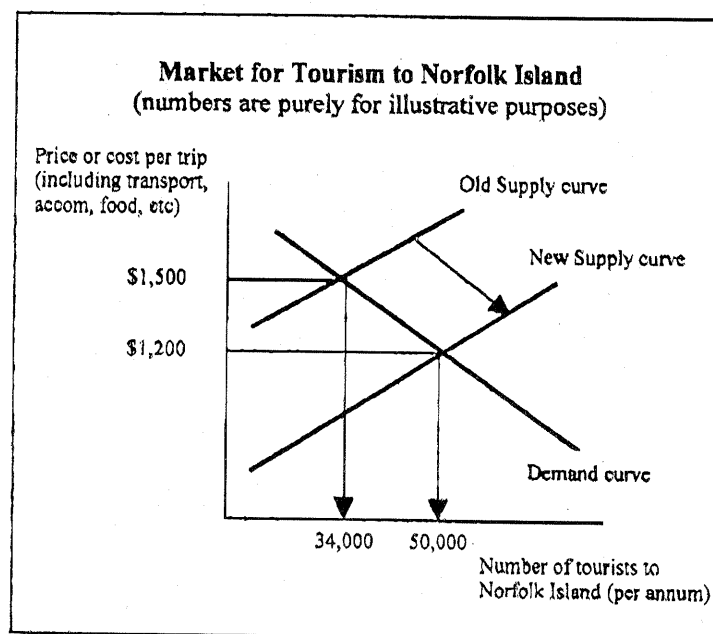 Market for Tourism to Norfolk Island
(numbers are purely for illustrative purposes)
Price or cost per trip
(including transport,
accom, food, etc)
Old Supply curve
New Supply curve
$1,500
$1,200
Demand curve
34,000
50,000
Number of tourists to
Norfolk Island (per annum)